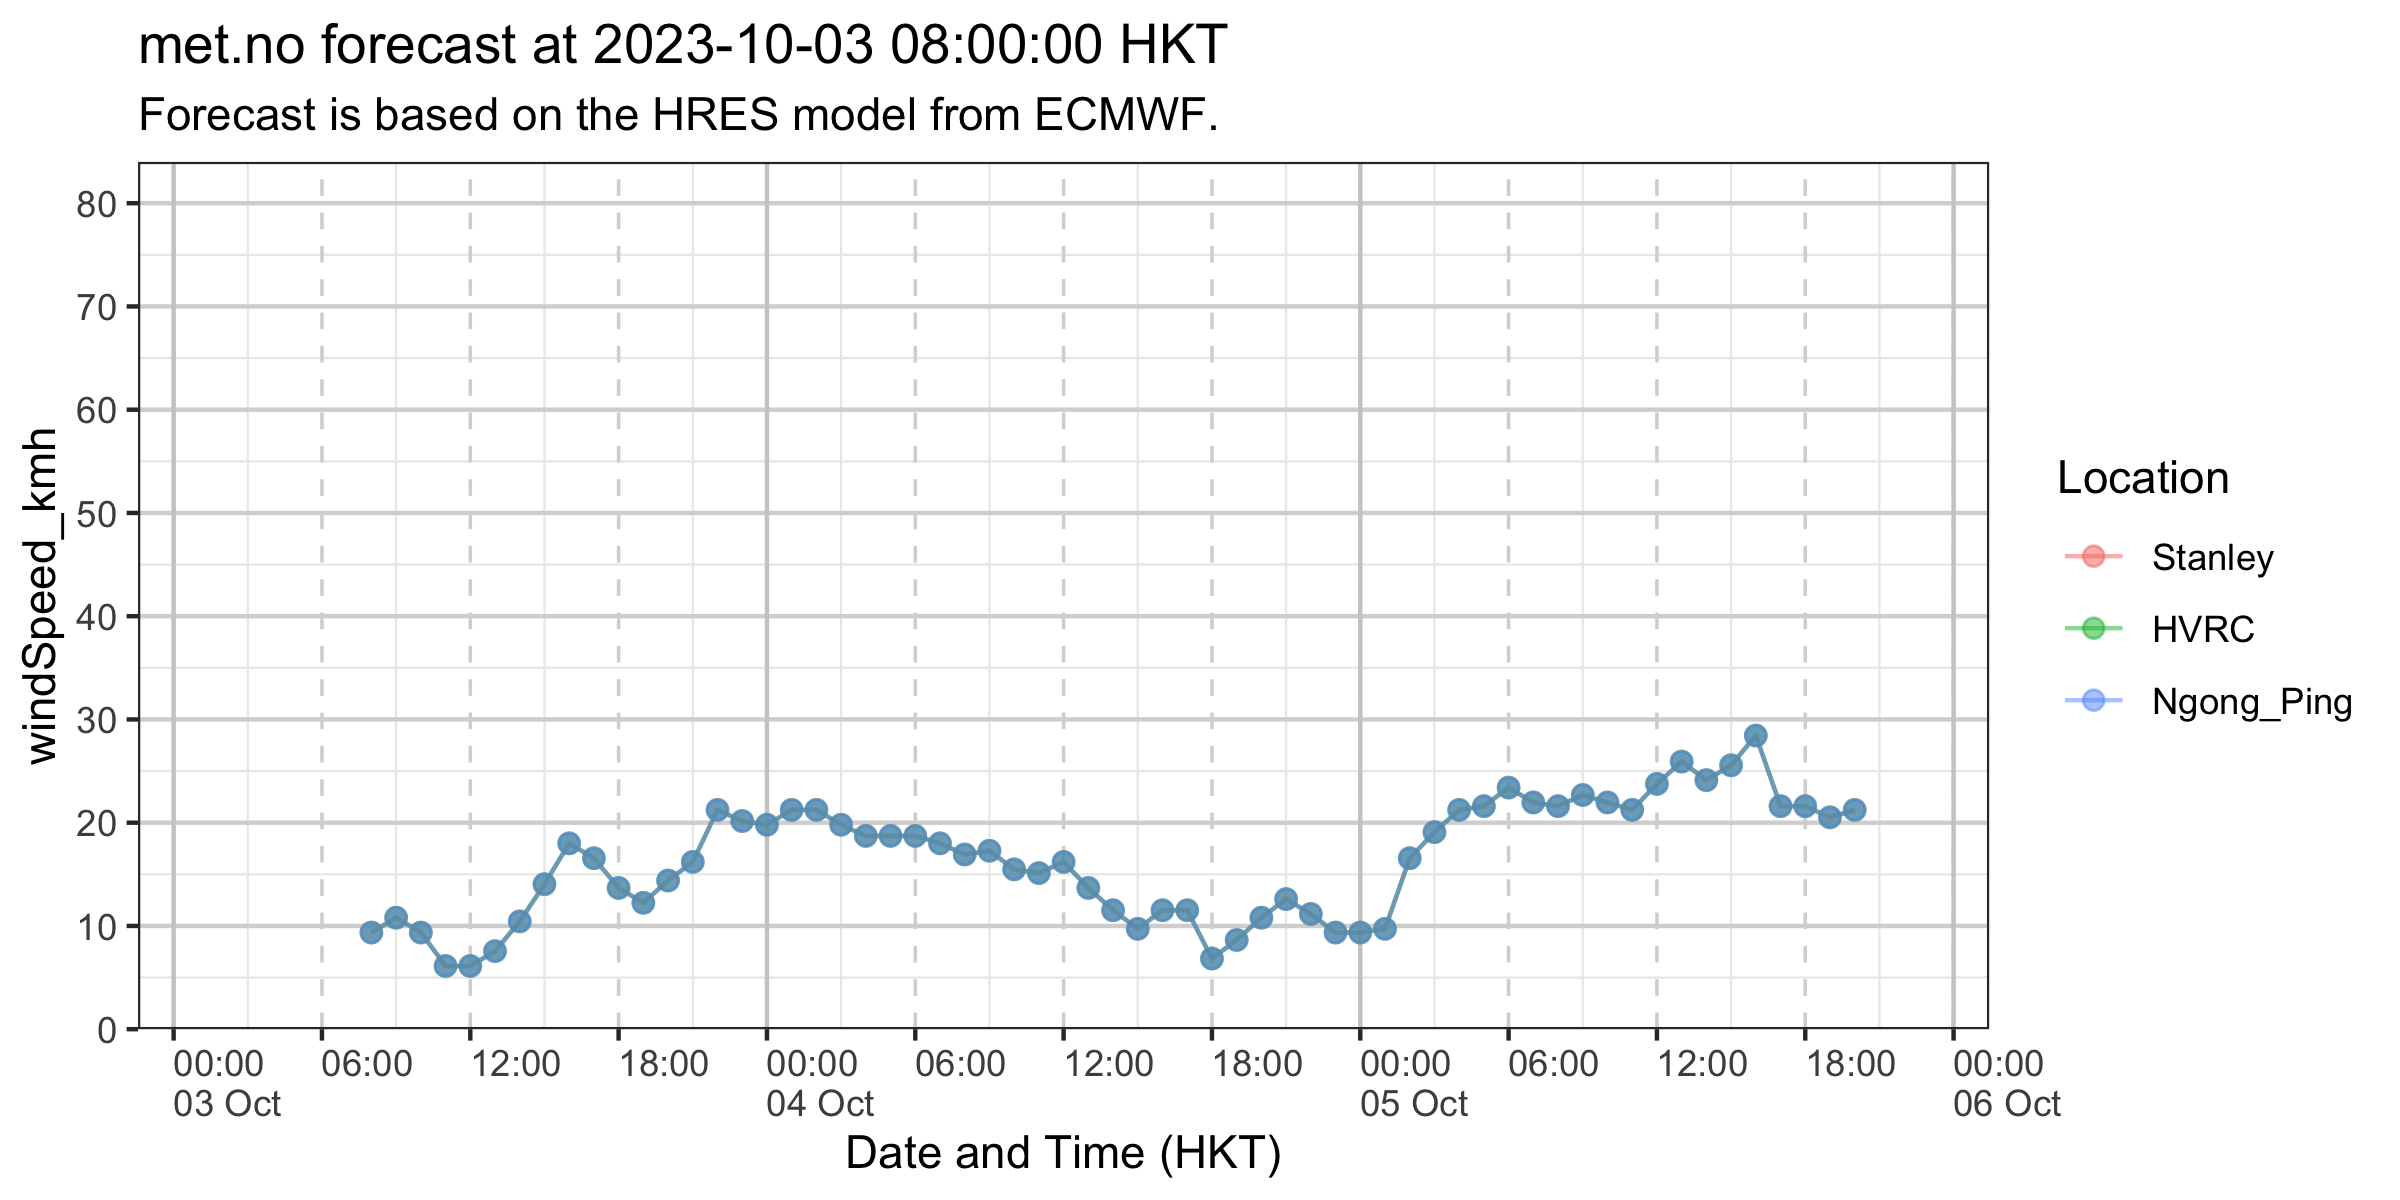 met.no forecast at 2023-10-03 08:00:00 HKT
Forecast is based on the HRES model from ECMWF.
windSpeed_kmh
80
70
60
50
40
30
20
10
0
00:00 06:00 12:00 18:00 00:00 06:00 12:00 18:00 00:00 06:00 12:00 18:00 00:00
03 Oct 04 Oct 05 Oct 06 Oct
Date and Time (HKT)
Location
Stanley
HVRC
Ngong_Ping